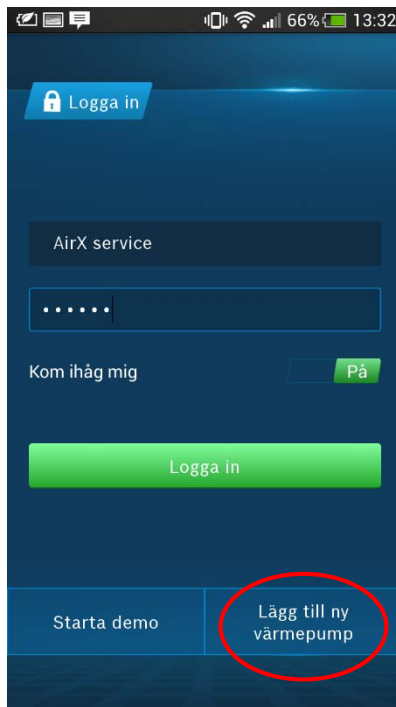 66% 13:32
Logga in
AirX service
••••••
Kom ihåg mig På
Logga in
Starta demo
Lägg till ny
värmepump